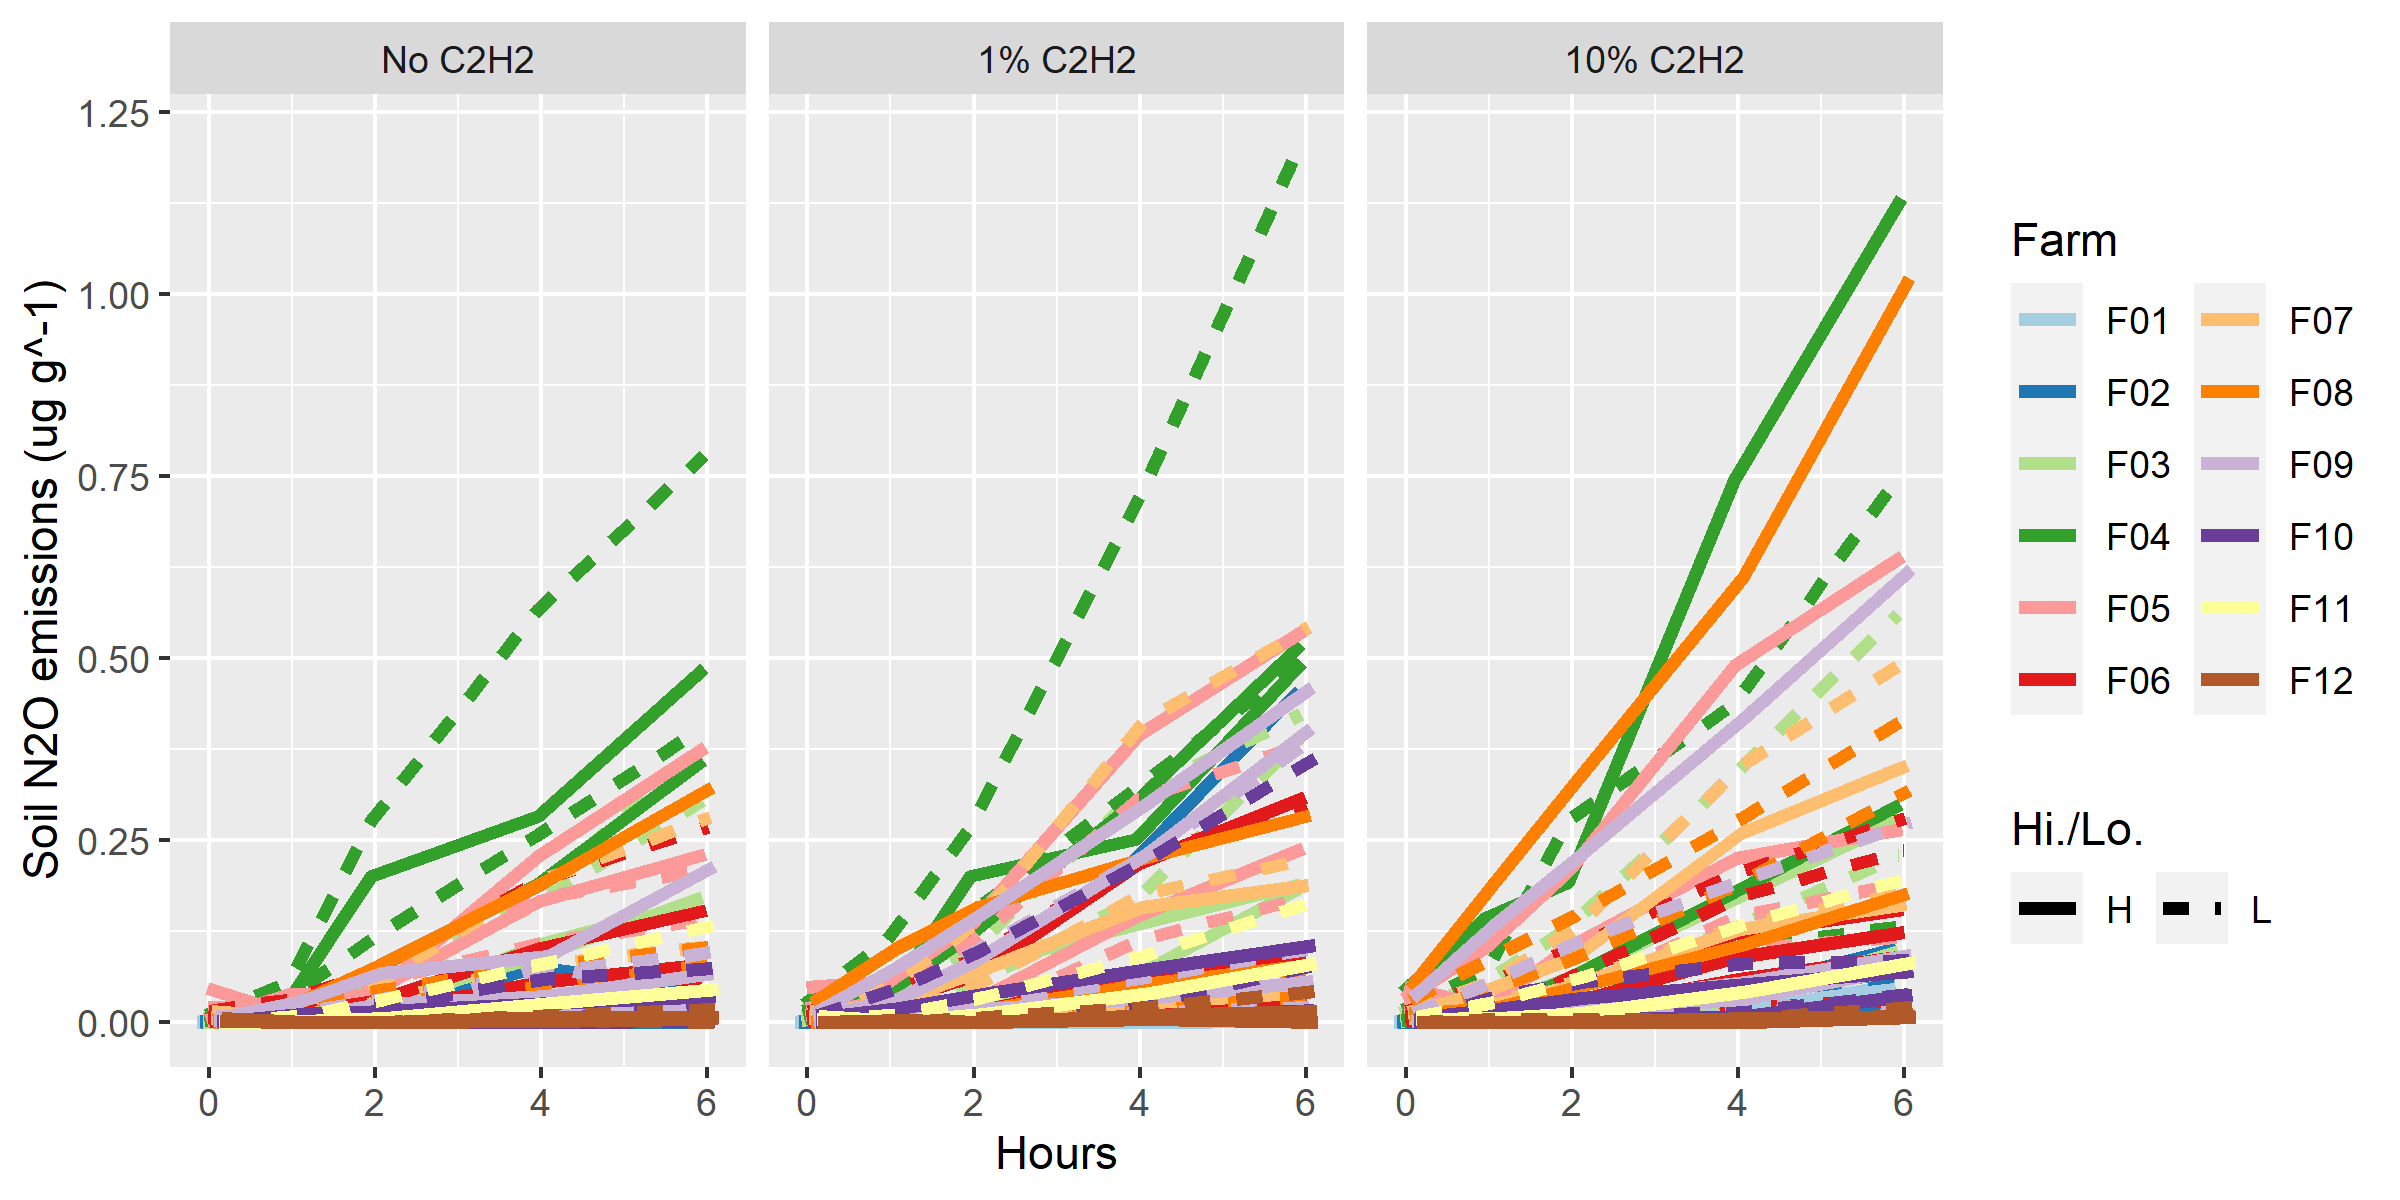 No C2H2
1% C2H2
10% C2H2
Soil N2O emissions (ug g^-1)
1.25
1.00
0.75
0.50
0.25
0.00
0 2 4 6
0 2 4 6
0 2 4 6
Hours
Farm
F01 F07
F02 F08
F03 F09
F04 F10
F05 F11
F06 F12
Hi./Lo.
H L